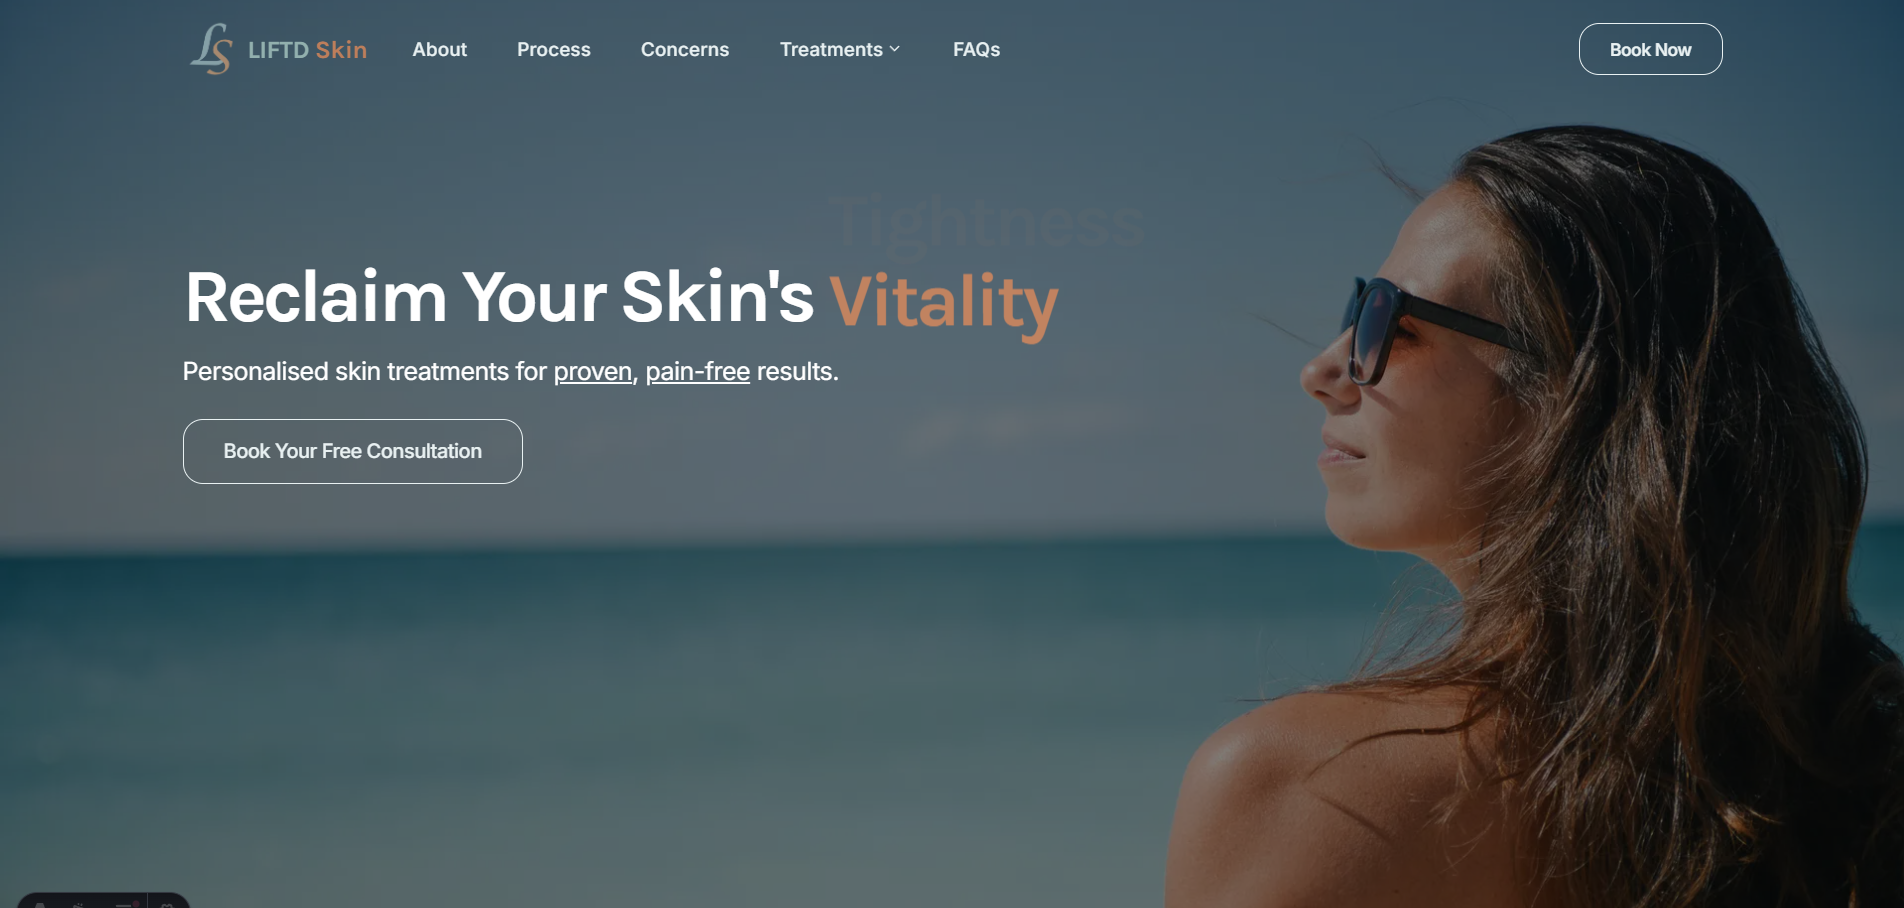 LS LIFTD Skin About Process Concerns Treatments FAQs Book Now
Tightness
Reclaim Your Skin's Vitality
Personalised skin treatments for proven, pain-free results.
Book Your Free Consultation